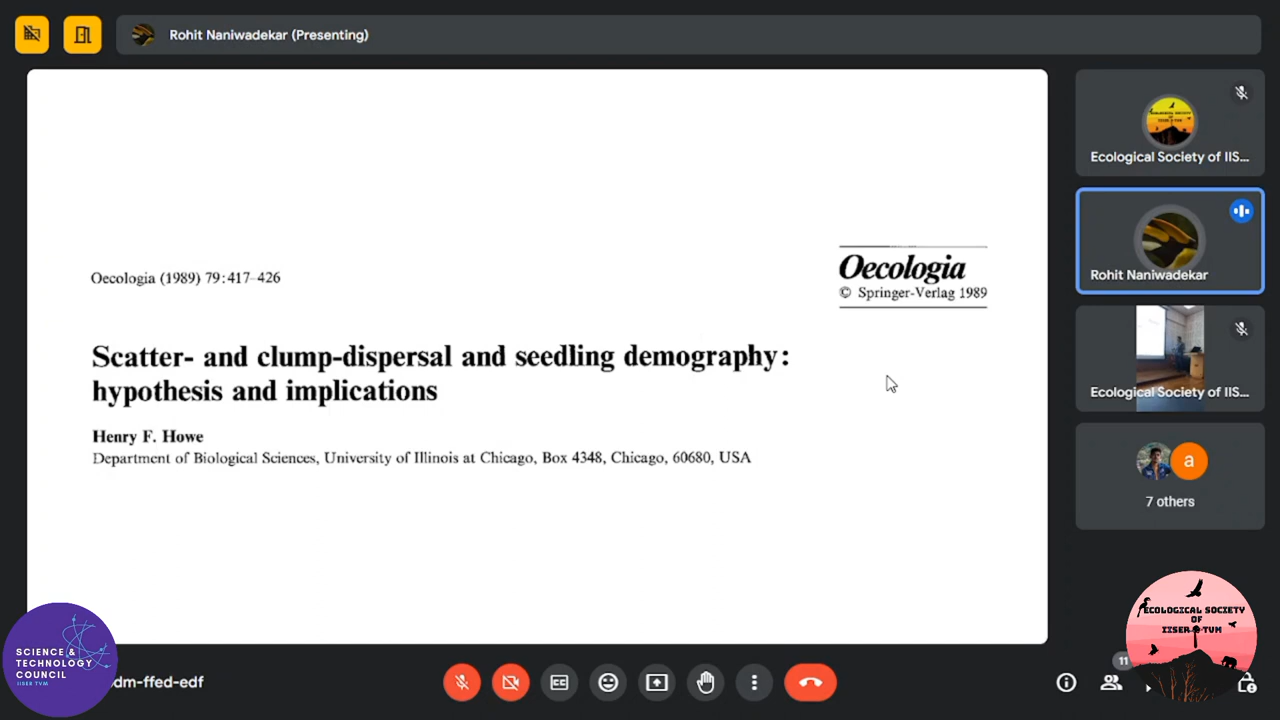 Rohit Naniwadekar (Presenting)
Oecologia (1989) 79:417-426
Oecologia
© Springer-Verlag 1989
Scatter- and clump-dispersal and seedling demography:
hypothesis and implications
Henry F. Howe
Department of Biological Sciences, University of Illinois at Chicago, Box 4348, Chicago, 60680, USA
Ecological Society of IIS...
Rohit Naniwadekar
Ecological Society of IIS...
a
7 others
SCIENCE &
TECHNOLOGY
COUNCIL
IISER TVM
dm-ffed-edf
CC
11
ECOLOGICAL SOCIETY
OF
IISER TVM